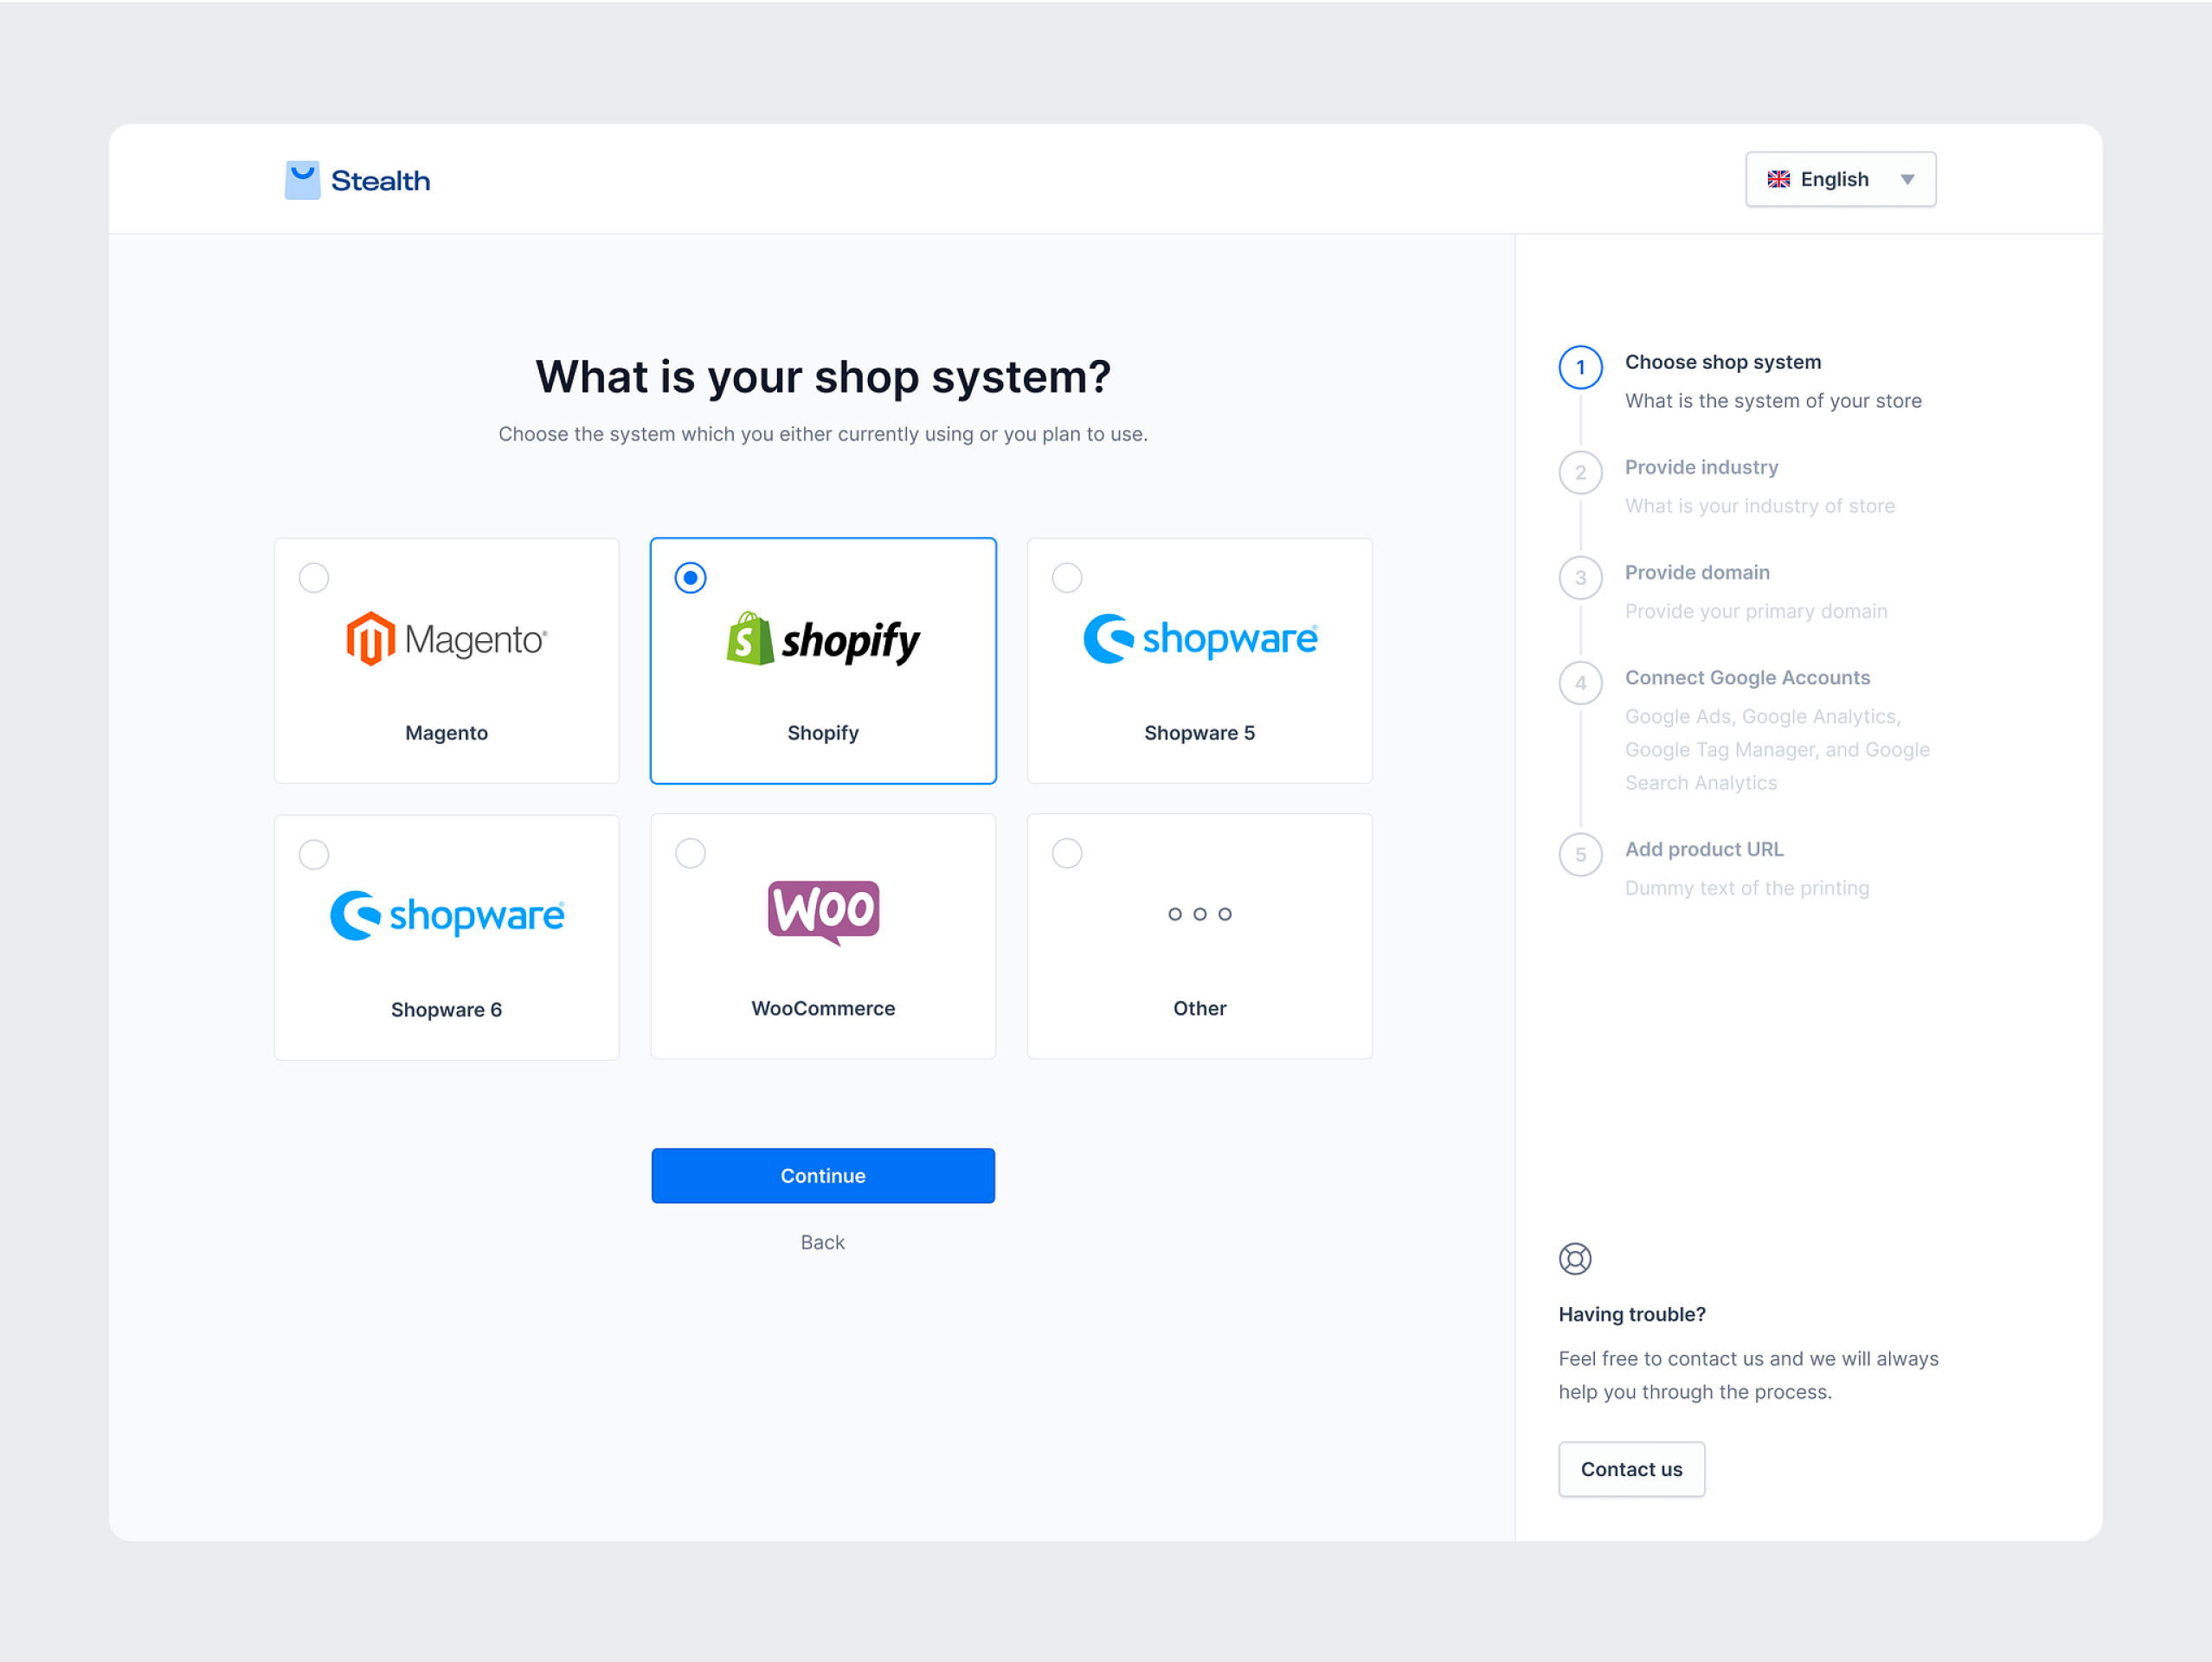 Stealth
English
What is your shop system?
Choose the system which you either currently using or you plan to use.
Magento®
Magento
shopify
Shopify
shopware®
Shopware 5
shopware®
Shopware 6
Woo
WooCommerce
Other
Continue
Back
1
Choose shop system
What is the system of your store
2
Provide industry
What is your industry of store
3
Provide domain
Provide your primary domain
4
Connect Google Accounts
Google Ads, Google Analytics,
Google Tag Manager, and Google
Search Analytics
5
Add product URL
Dummy text of the printing
Having trouble?
Feel free to contact us and we will always
help you through the process.
Contact us